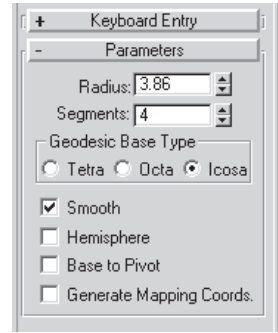 + Keyboard Entry
- Parameters
Radius: 3.86
Segments: 4
Geodesic Base Type
Tetra Octa Icosa
Smooth
Hemisphere
Base to Pivot
Generate Mapping Coords.